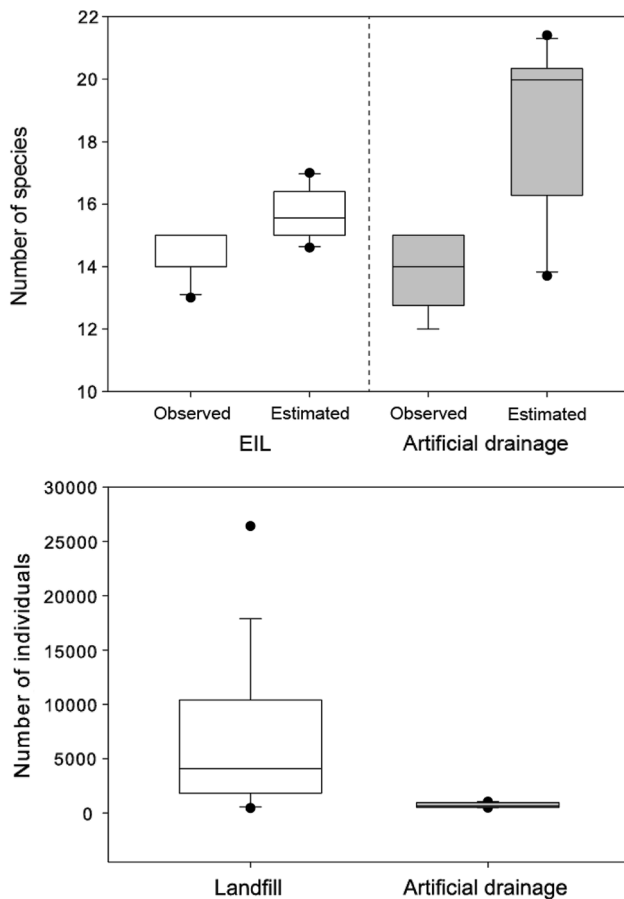 Number of species
22
20
18
16
14
12
10
Observed Estimated Observed Estimated
EIL Artificial drainage
Number of individuals
30000
25000
20000
15000
10000
5000
0
Landfill Artificial drainage